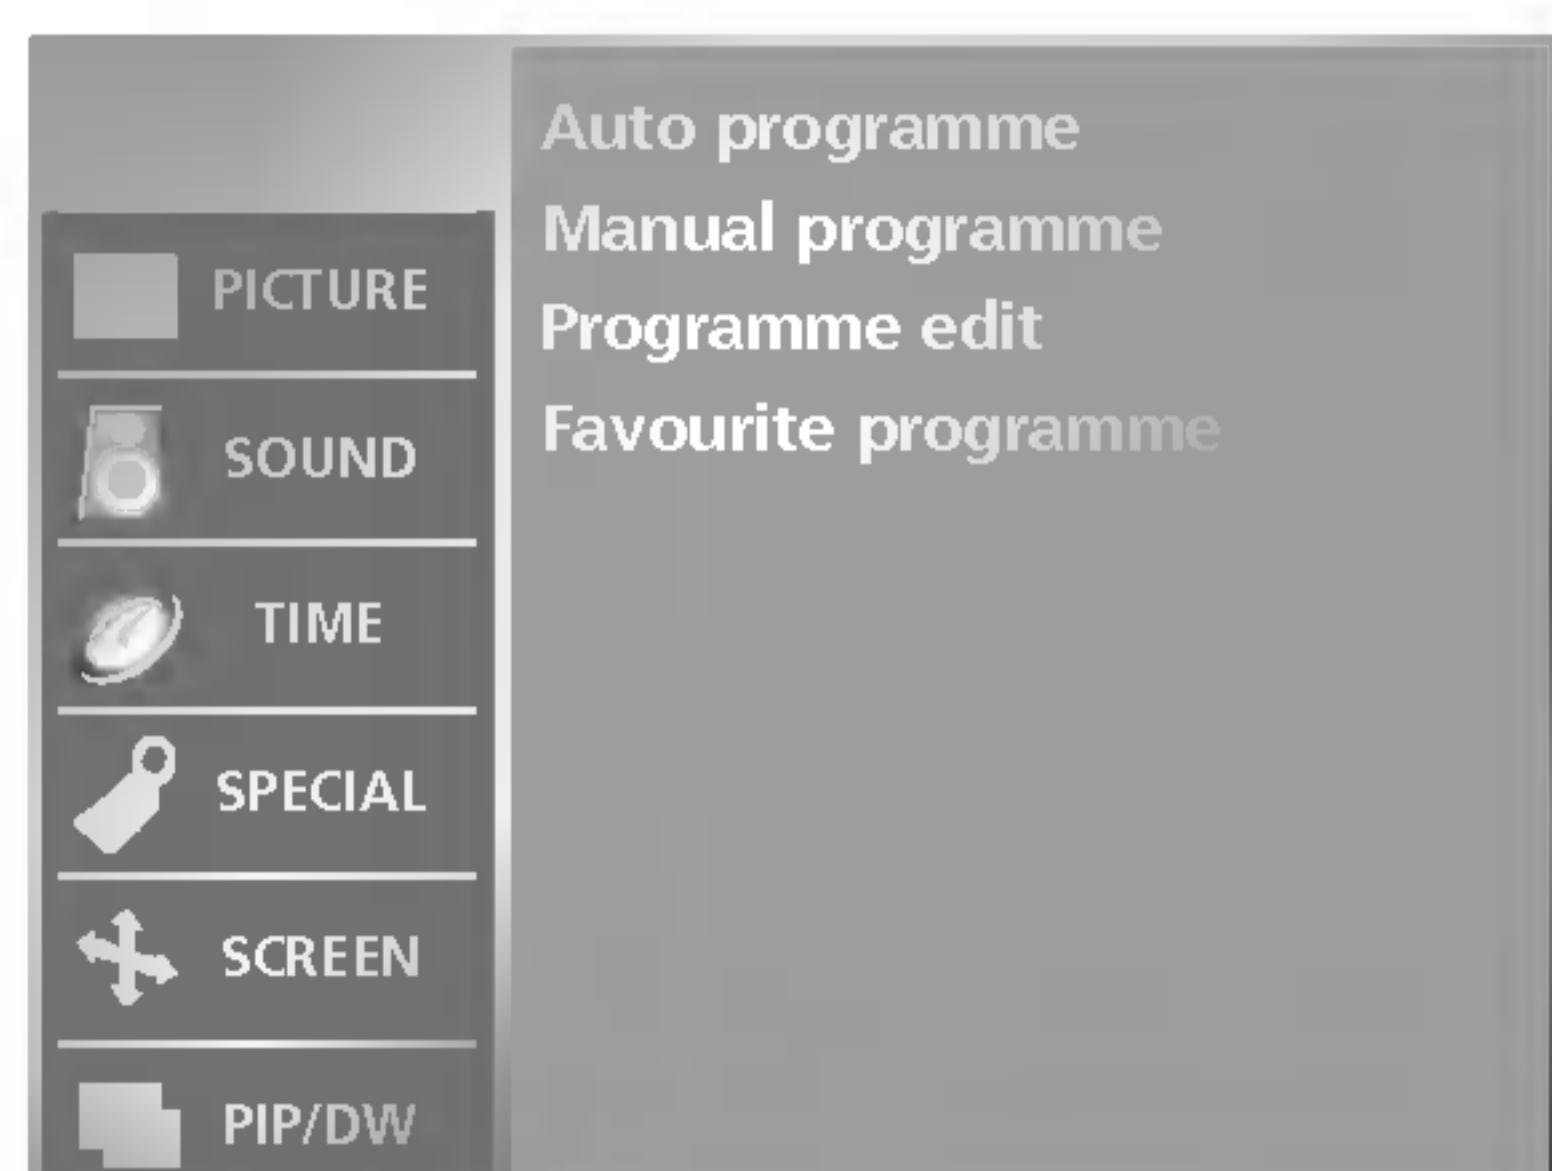 Auto programme
Manual programme
Programme edit
Favourite programme
PICTURE
SOUND
TIME
SPECIAL
SCREEN
PIP/DW